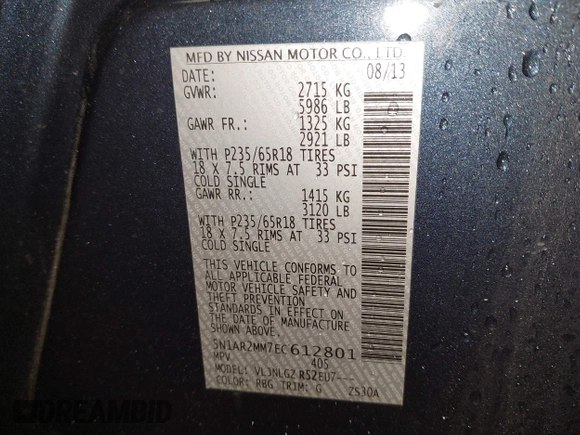 MFD BY NISSAN MOTOR CO., LTD.
DATE: 08/13
GVWR: 2715 KG
5986 LB
GAWR FR.: 1325 KG
2921 LB
WITH P235/65R18 TIRES
18 X 7.5 RIMS AT 33 PSI
COLD SINGLE
GAWR RR.: 1415 KG
3120 LB
WITH P235/65R18 TIRES
18 X 7.5 RIMS AT 33 PSI
COLD SINGLE
THIS VEHICLE CONFORMS TO
ALL APPLICABLE FEDERAL
MOTOR VEHICLE SAFETY AND
THEFT PREVENTION
STANDARDS IN EFFECT ON
THE DATE OF MANUFACTURE
SHOWN ABOVE.
5N1AR2MM7EC612801
MPV 405
MODEL: VLJNLGZ R52EU7---
COLOR: RBG TRIM: G ZS30A
DREAMBID